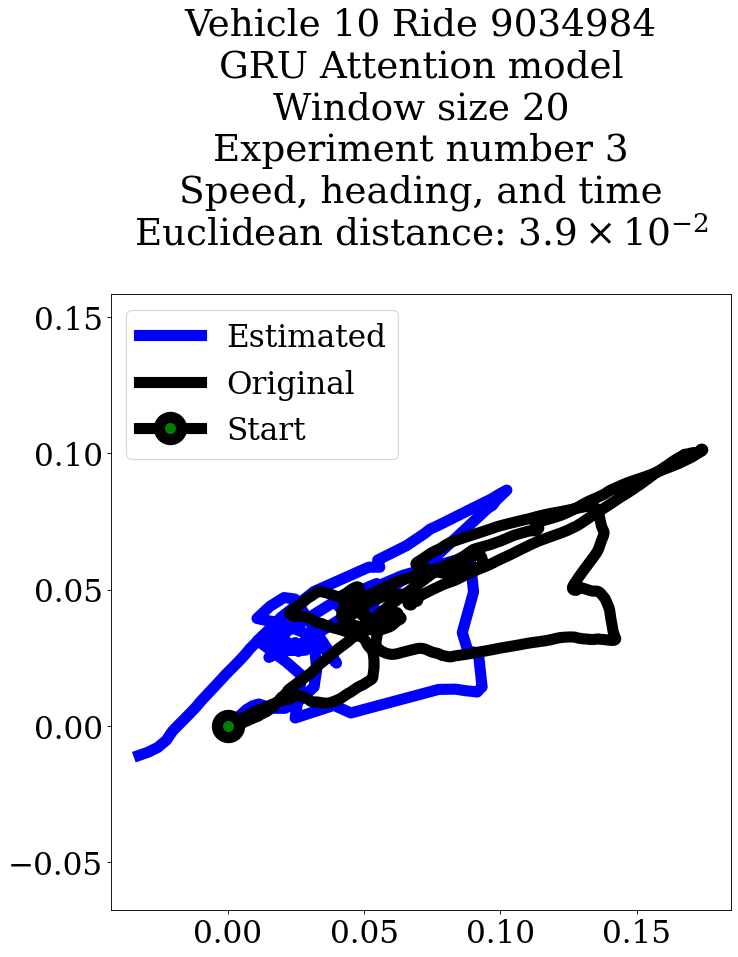 Vehicle 10 Ride 9034984
GRU Attention model
Window size 20
Experiment number 3
Speed, heading, and time
Euclidean distance: 3.9 × 10⁻²
Estimated
Original
Start
0.15
0.10
0.05
0.00
−0.05
0.00 0.05 0.10 0.15